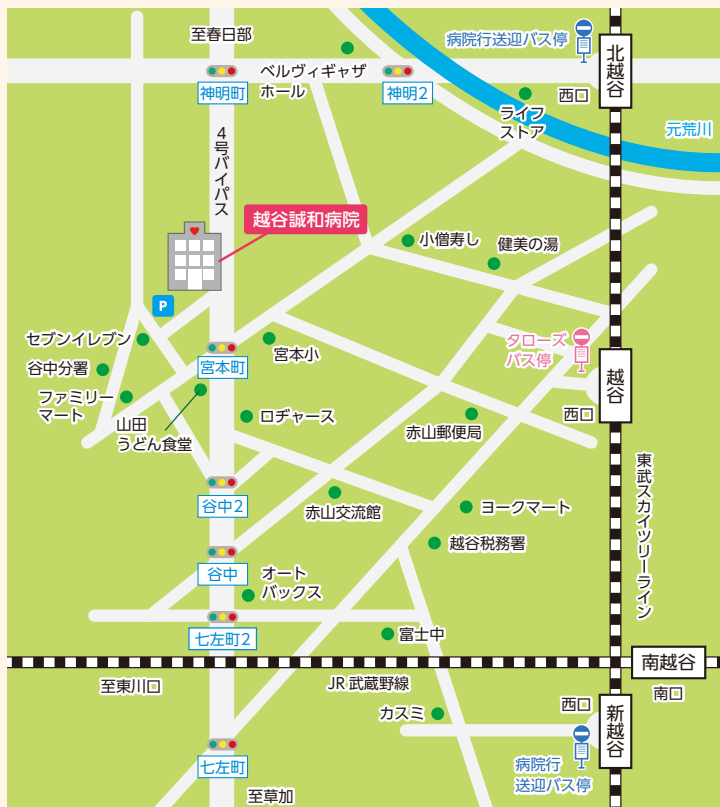 至春日部
病院行送迎バス停
北越谷
ベルヴィギャザ
ホール
神明町
神明2
西口
ライフ
ストア
元荒川
4号バイパス
越谷誠和病院
小僧寿し
健美の湯
P
セブンイレブン
谷中分署
ファミリー
マート
宮本町
宮本小
タローズ
バス停
越谷
西口
山田
うどん食堂
ロヂャース
赤山郵便局
東武スカイツリーライン
谷中2
赤山交流館
ヨークマート
越谷税務署
谷中
オート
バックス
七左町2
富士中
南越谷
南口
至東川口
JR 武蔵野線
カスミ
西口
新越谷
七左町
病院行
送迎バス停
至草加